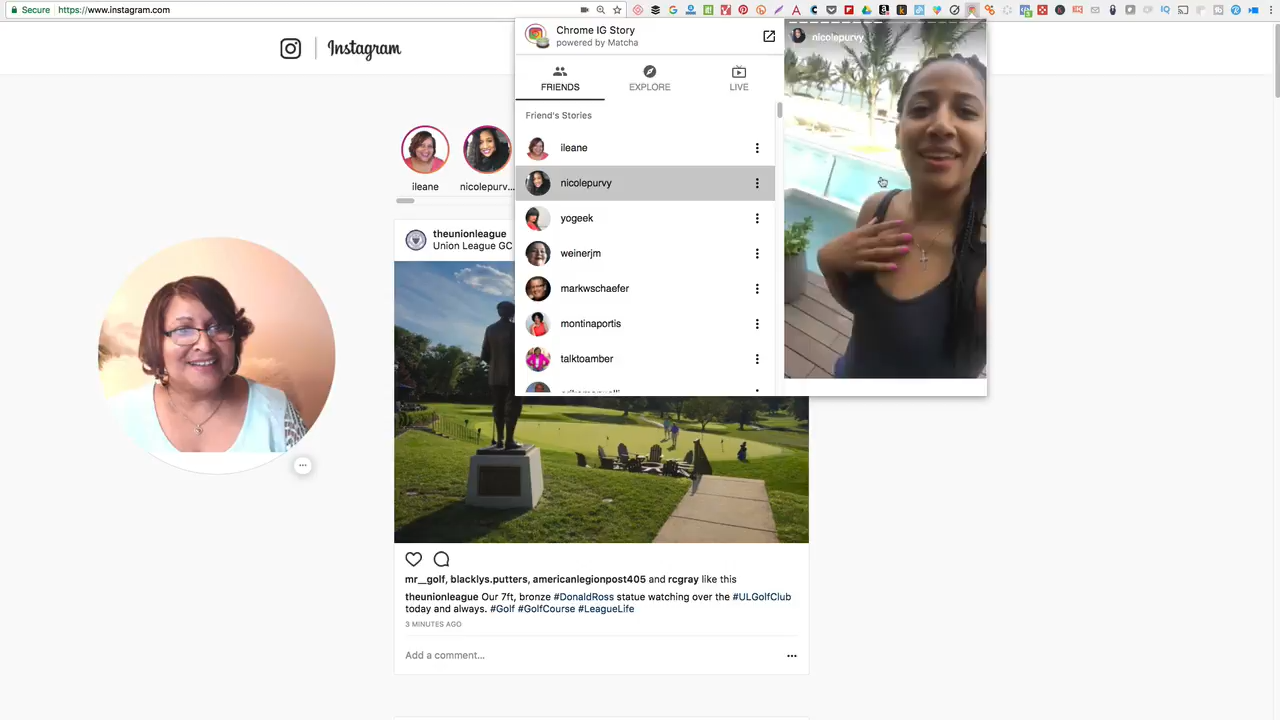 Secure
https://www.instagram.com
Instagram
Chrome IG Story
powered by Matcha
FRIENDS
EXPLORE
LIVE
Friend's Stories
ileane
nicolepurvy
yogeek
weinerjm
markwschaefer
montinaportis
talktoamber
nicolepurvy
ileane
nicolepurv...
theunionleague
Union League GC
mr__golf, blacklys.putters, americanlegionpost405 and rcgray like this
theunionleague Our 7ft, bronze #DonaldRoss statue watching over the #ULGolfClub
today and always. #Golf #GolfCourse #LeagueLife
3 MINUTES AGO
Add a comment...